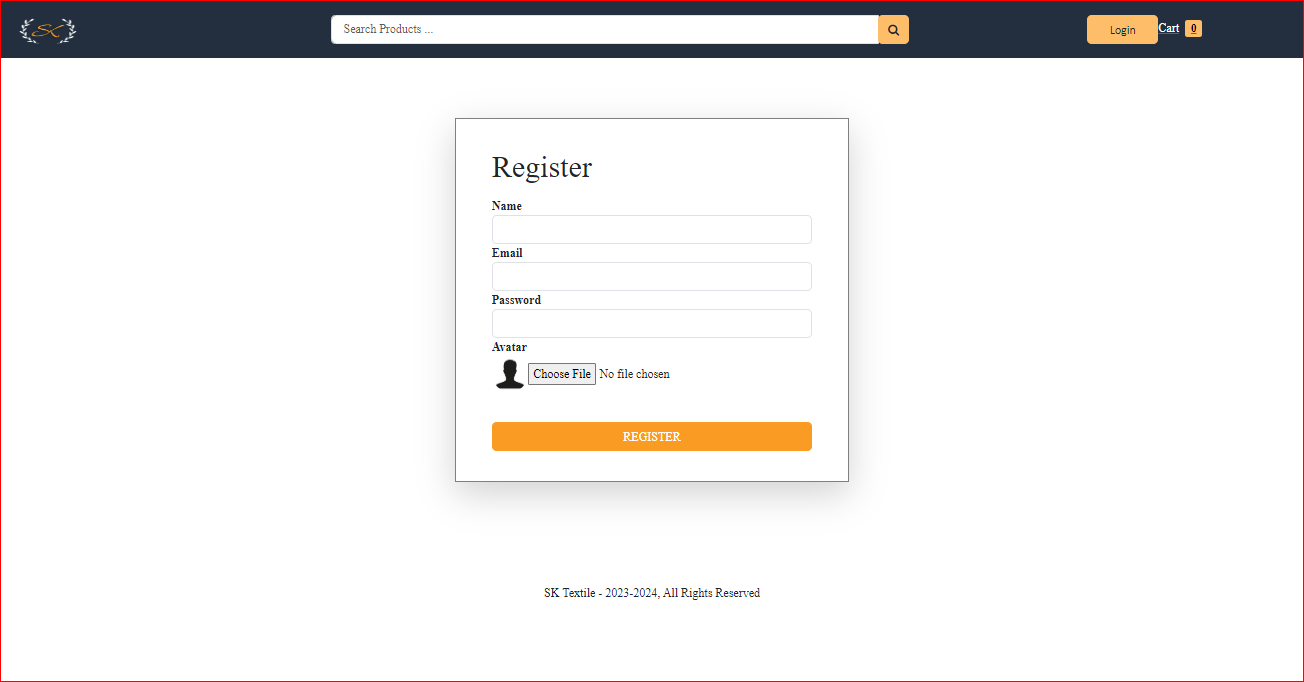 SK
Search Products ...
Login
Cart 0
Register
Name
Email
Password
Avatar
Choose File No file chosen
REGISTER
SK Textile - 2023-2024, All Rights Reserved